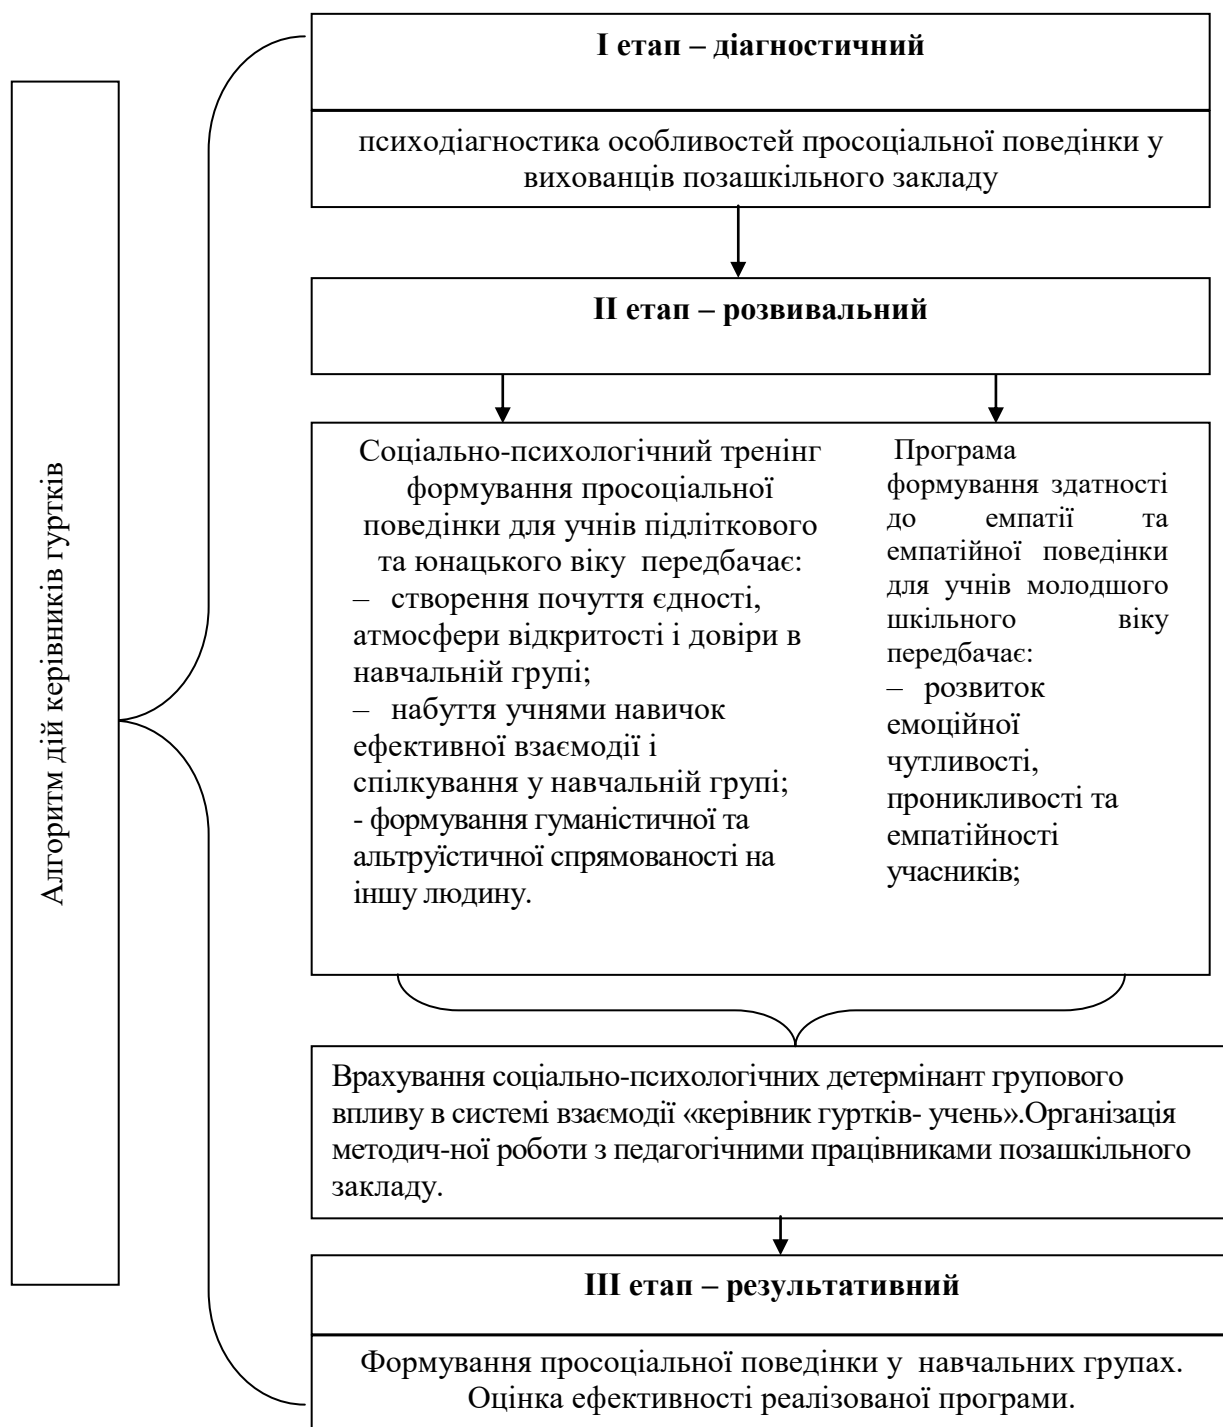 Алгоритм дій керівників гуртків
І етап – діагностичний
психодіагностика особливостей просоціальної поведінки у
вихованців позашкільного закладу
ІІ етап – розвивальний
Соціально-психологічний тренінг
формування просоціальної
поведінки для учнів підліткового
та юнацького віку передбачає:
– створення почуття єдності,
атмосфери відкритості і довіри в
навчальній групі;
– набуття учнями навичок
ефективної взаємодії і
спілкування у навчальній групі;
- формування гуманістичної та
альтруїстичної спрямованості на
іншу людину.
Програма
формування здатності
до емпатії та
емпатійної поведінки
для учнів молодшого
шкільного віку
передбачає:
– розвиток
емоційної
чутливості,
проникливості та
емпатійності
учасників;
Врахування соціально-психологічних детермінант групового
впливу в системі взаємодії «керівник гуртків- учень».Організація
методич-ної роботи з педагогічними працівниками позашкільного
закладу.
ІІІ етап – результативний
Формування просоціальної поведінки у навчальних групах.
Оцінка ефективності реалізованої програми.